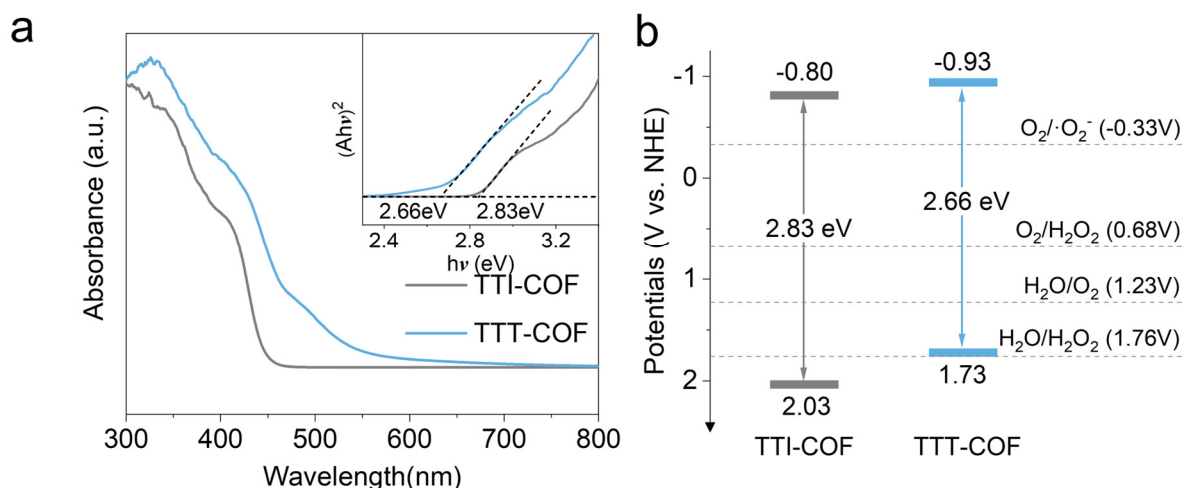 a
Absorbance (a.u.)
(Ahν)²
2.66eV
2.83eV
2.4
2.8
3.2
hν (eV)
TTI-COF
TTT-COF
300
400
500
600
700
800
Wavelength(nm)
b
Potentials (V vs. NHE)
-1
0
1
2
-0.80
-0.93
O₂/·O₂⁻ (-0.33V)
2.66 eV
2.83 eV
O₂/H₂O₂ (0.68V)
H₂O/O₂ (1.23V)
H₂O/H₂O₂ (1.76V)
1.73
2.03
TTI-COF
TTT-COF